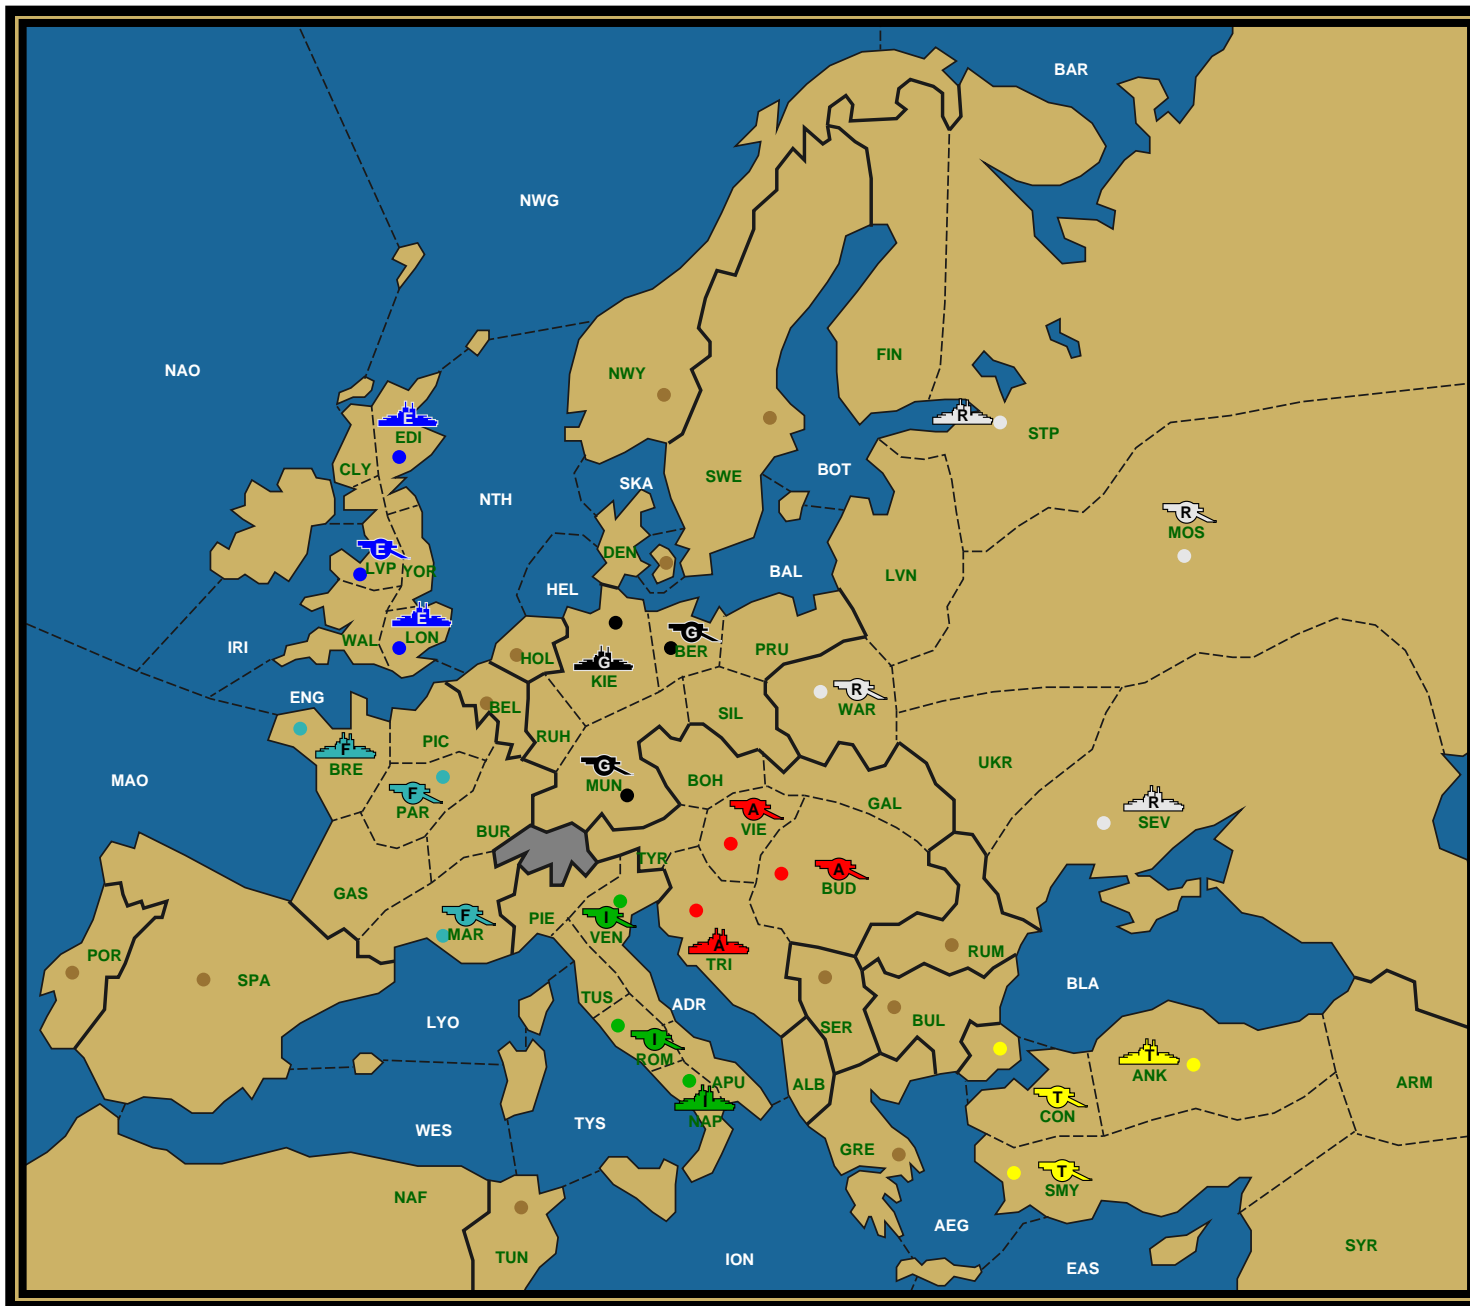 BAR
NWG
NAO
FIN
NWY
R
E
EDI
STP
CLY
SWE
BOT
SKA
NTH
R
MOS
E
LVP
YOR
DEN
HEL
BAL
LVN
E
LON
WAL
IRI
G
BER
PRU
HOL
G
KIE
ENG
BEL
SIL
R
WAR
PIC
RUH
F
BRE
MAO
G
MUN
BOH
UKR
F
PAR
A
VIE
GAL
R
SEV
BUR
TYR
A
BUD
GAS
F
MAR
PIE
I
VEN
A
TRI
RUM
POR
SPA
BLA
TUS
ADR
LYO
SER
BUL
I
ROM
T
ANK
APU
ALB
ARM
I
NAP
T
CON
WES
TYS
GRE
T
SMY
NAF
AEG
TUN
ION
EAS
SYR